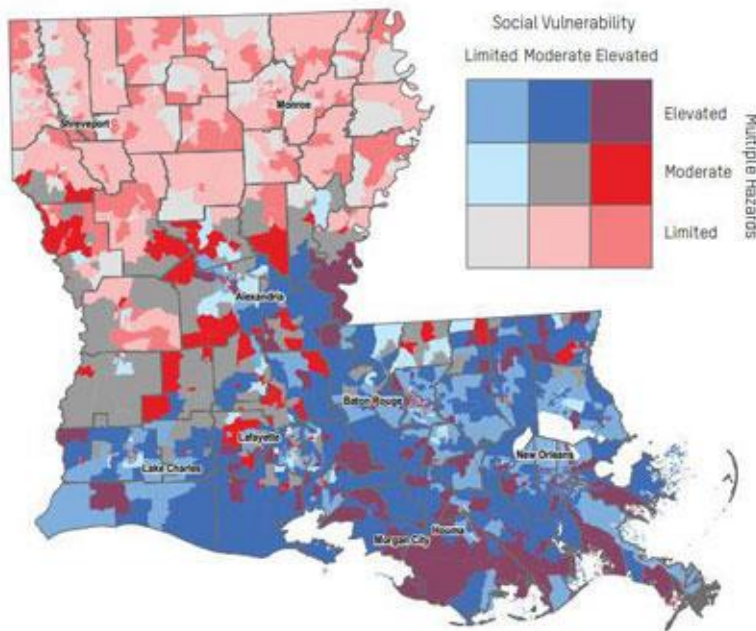 Social Vulnerability
Limited Moderate Elevated
Elevated
Moderate
Limited
Multiple Hazards
Shreveport
Monroe
Alexandria
Baton Rouge
Lafayette
Lake Charles
New Orleans
Houma
Morgan City